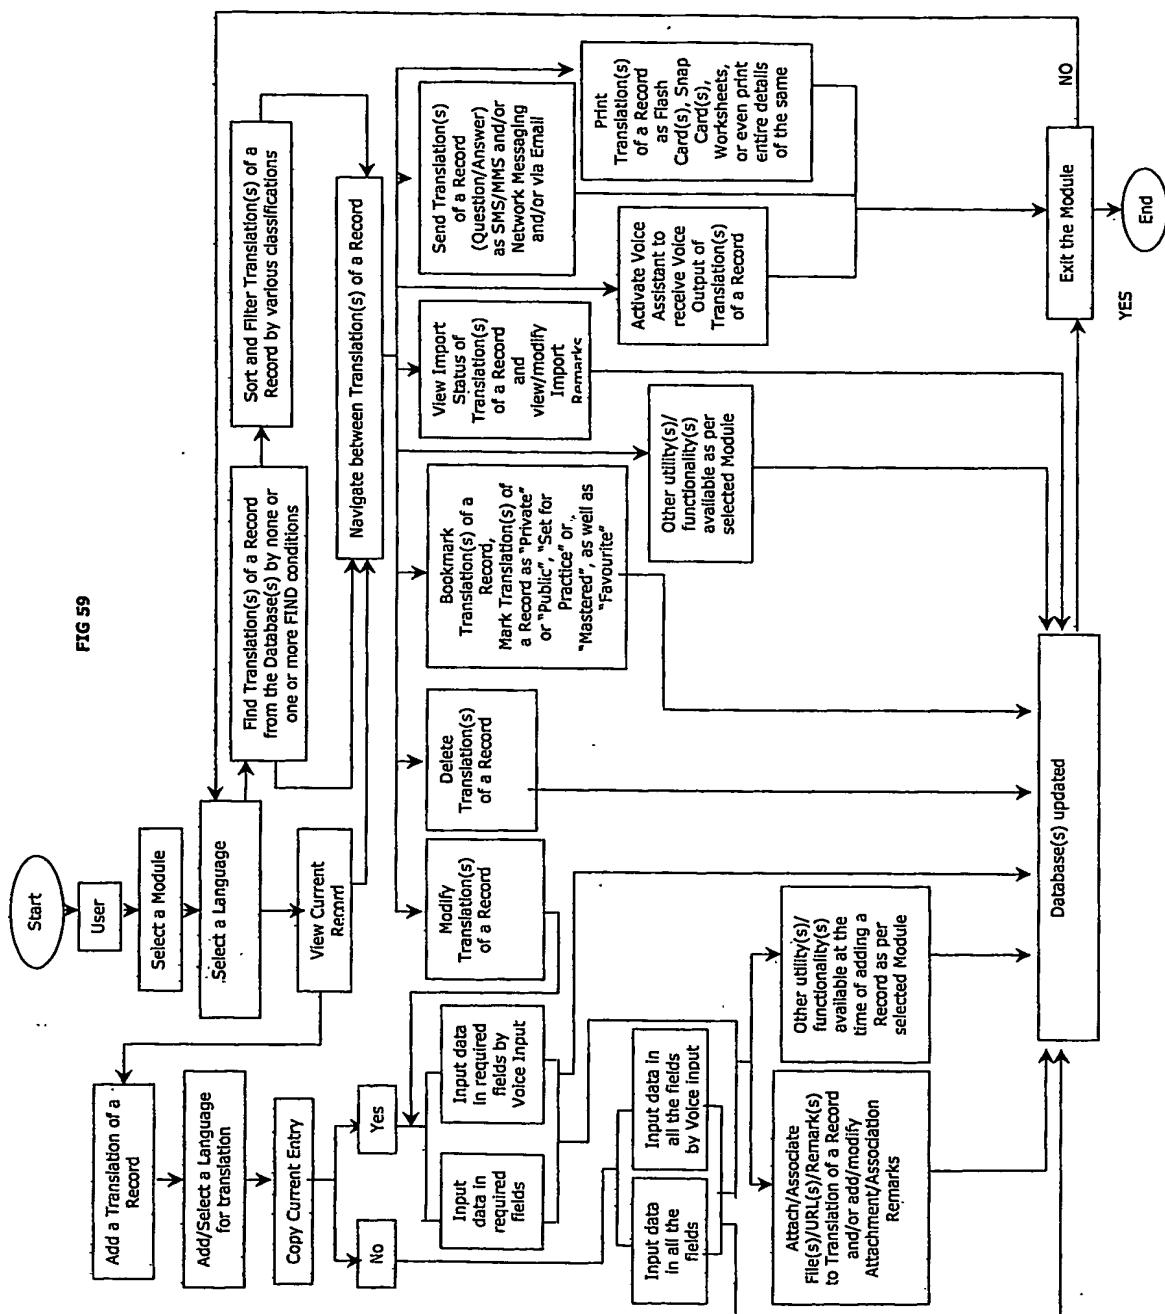 FIG 59
Start
User
Select a Module
Select a Language
View Current
Record
Find Translation(s) of a Record
from the Database(s) by none or
one or more FIND conditions
Sort and Filter Translation(s) of a
Record by various classifications
Navigate between Translation(s) of a Record
Add a Translation of a
Record
Add/Select a Language
for translation
Copy Current Entry
No
Yes
Input data
in required
fields
Input data
in required
fields by
Voice Input
Modify
Translation(s)
of a Record
Delete
Translation(s)
of a Record
Bookmark
Translation(s) of a
Record,
Mark Translation(s) of
a Record as "Private"
or "Public", "Set for
Practice" or
"Mastered", as well as
"Favourite"
View Import
Status of
Translation(s)
of a Record
and
view/modify
Import
Remarks
Send Translation(s)
of a Record
(Question/Answer)
as SMS/MMS and/or
Network Messaging
and/or via Email
Print
Translation(s)
of a Record
as Flash
Card(s), Snap
Card(s),
Worksheets,
or even print
entire details
of the same
Activate Voice
Assistant to
receive Voice
Output of
Translation(s)
of a Record
Other utility(s)/
functionality(s)
available as per
selected Module
Input data
in all the
fields
Input data in
all the fields
by Voice input
Attach/Associate
File(s)/URL(s)/Remark(s)
to Translation of a Record
and/or add/modify
Attachment/Association
Remarks
Other utility(s)/
functionality(s)
available at the
time of adding a
Record as per
selected Module
Database(s) updated
Exit the Module
NO
YES
End